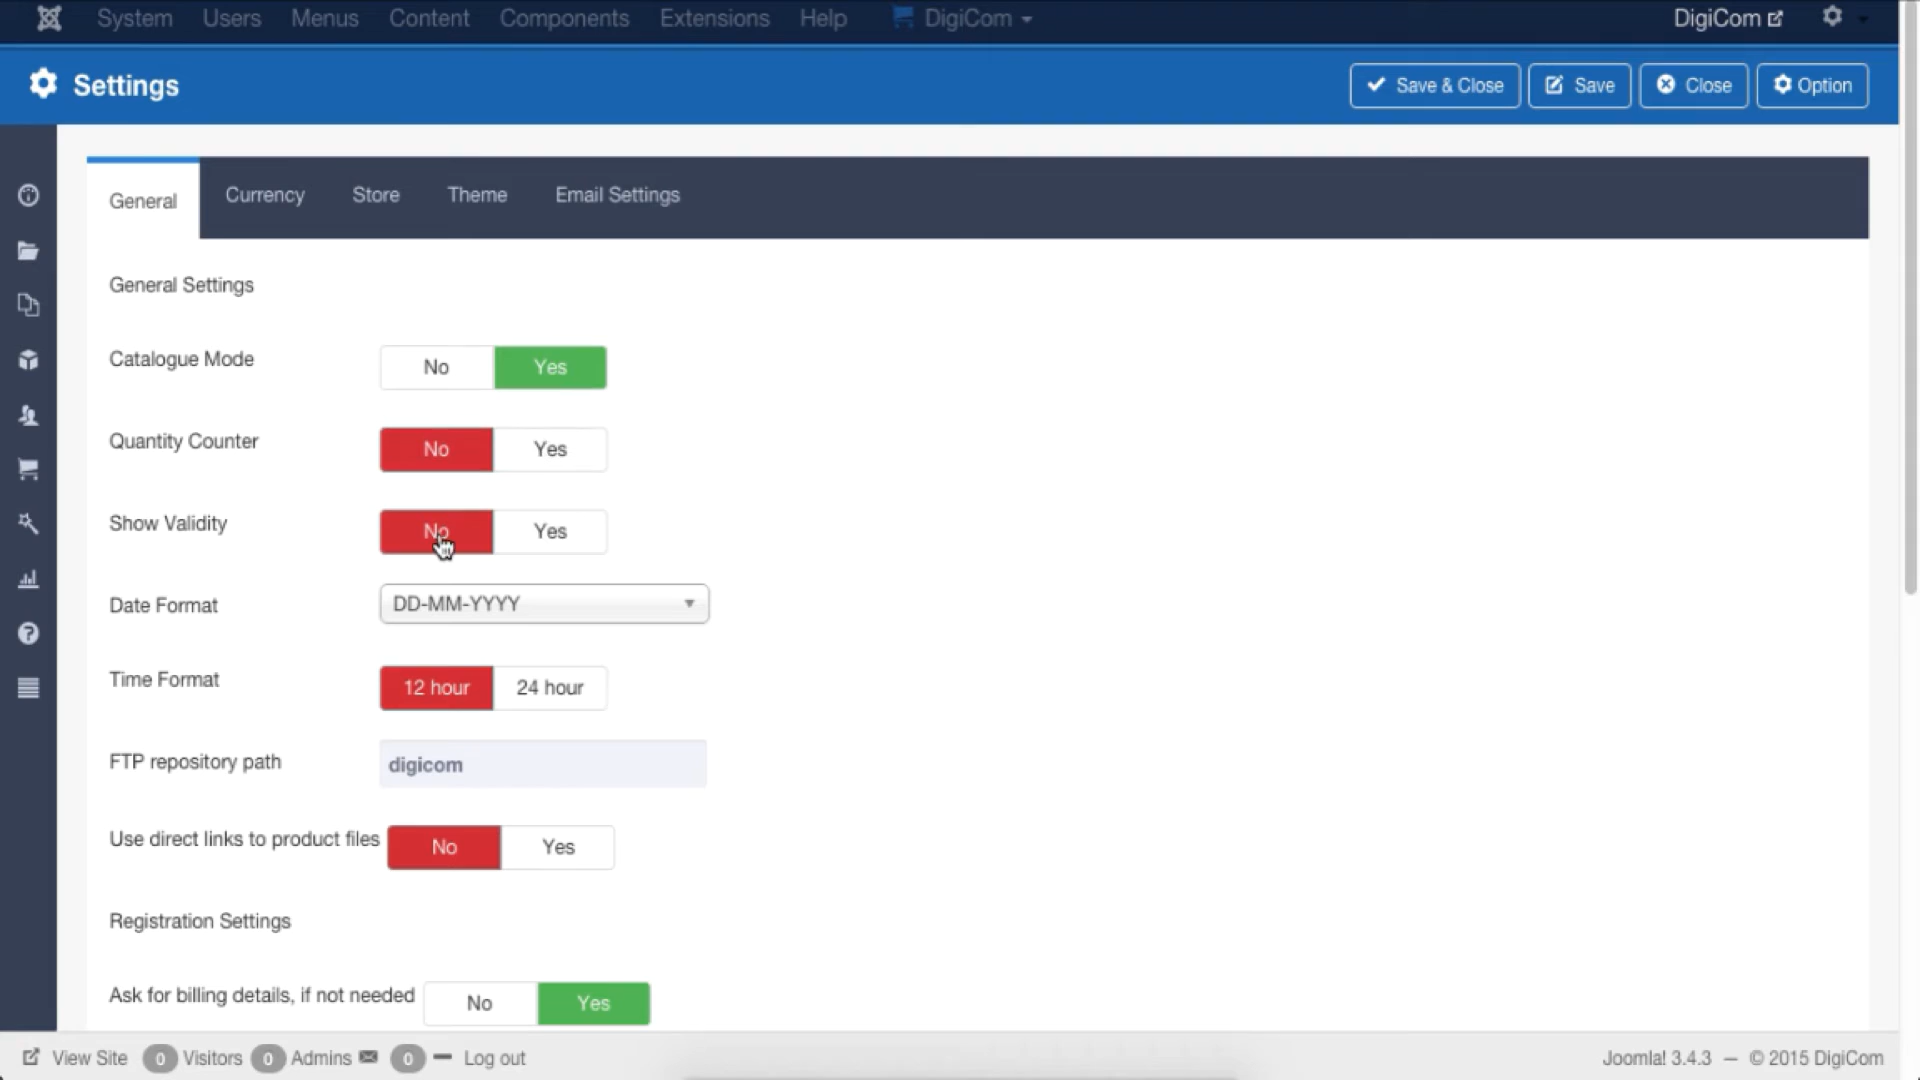 System Users Menus Content Components Extensions Help DigiCom DigiCom
Settings Save & Close Save Close Option
General Currency Store Theme Email Settings
General Settings
Catalogue Mode No Yes
Quantity Counter No Yes
Show Validity No Yes
Date Format DD-MM-YYYY
Time Format 12 hour 24 hour
FTP repository path digicom
Use direct links to product files No Yes
Registration Settings
Ask for billing details, if not needed No Yes
View Site 0 Visitors 0 Admins 0 Log out Joomla! 3.4.3 — © 2015 DigiCom